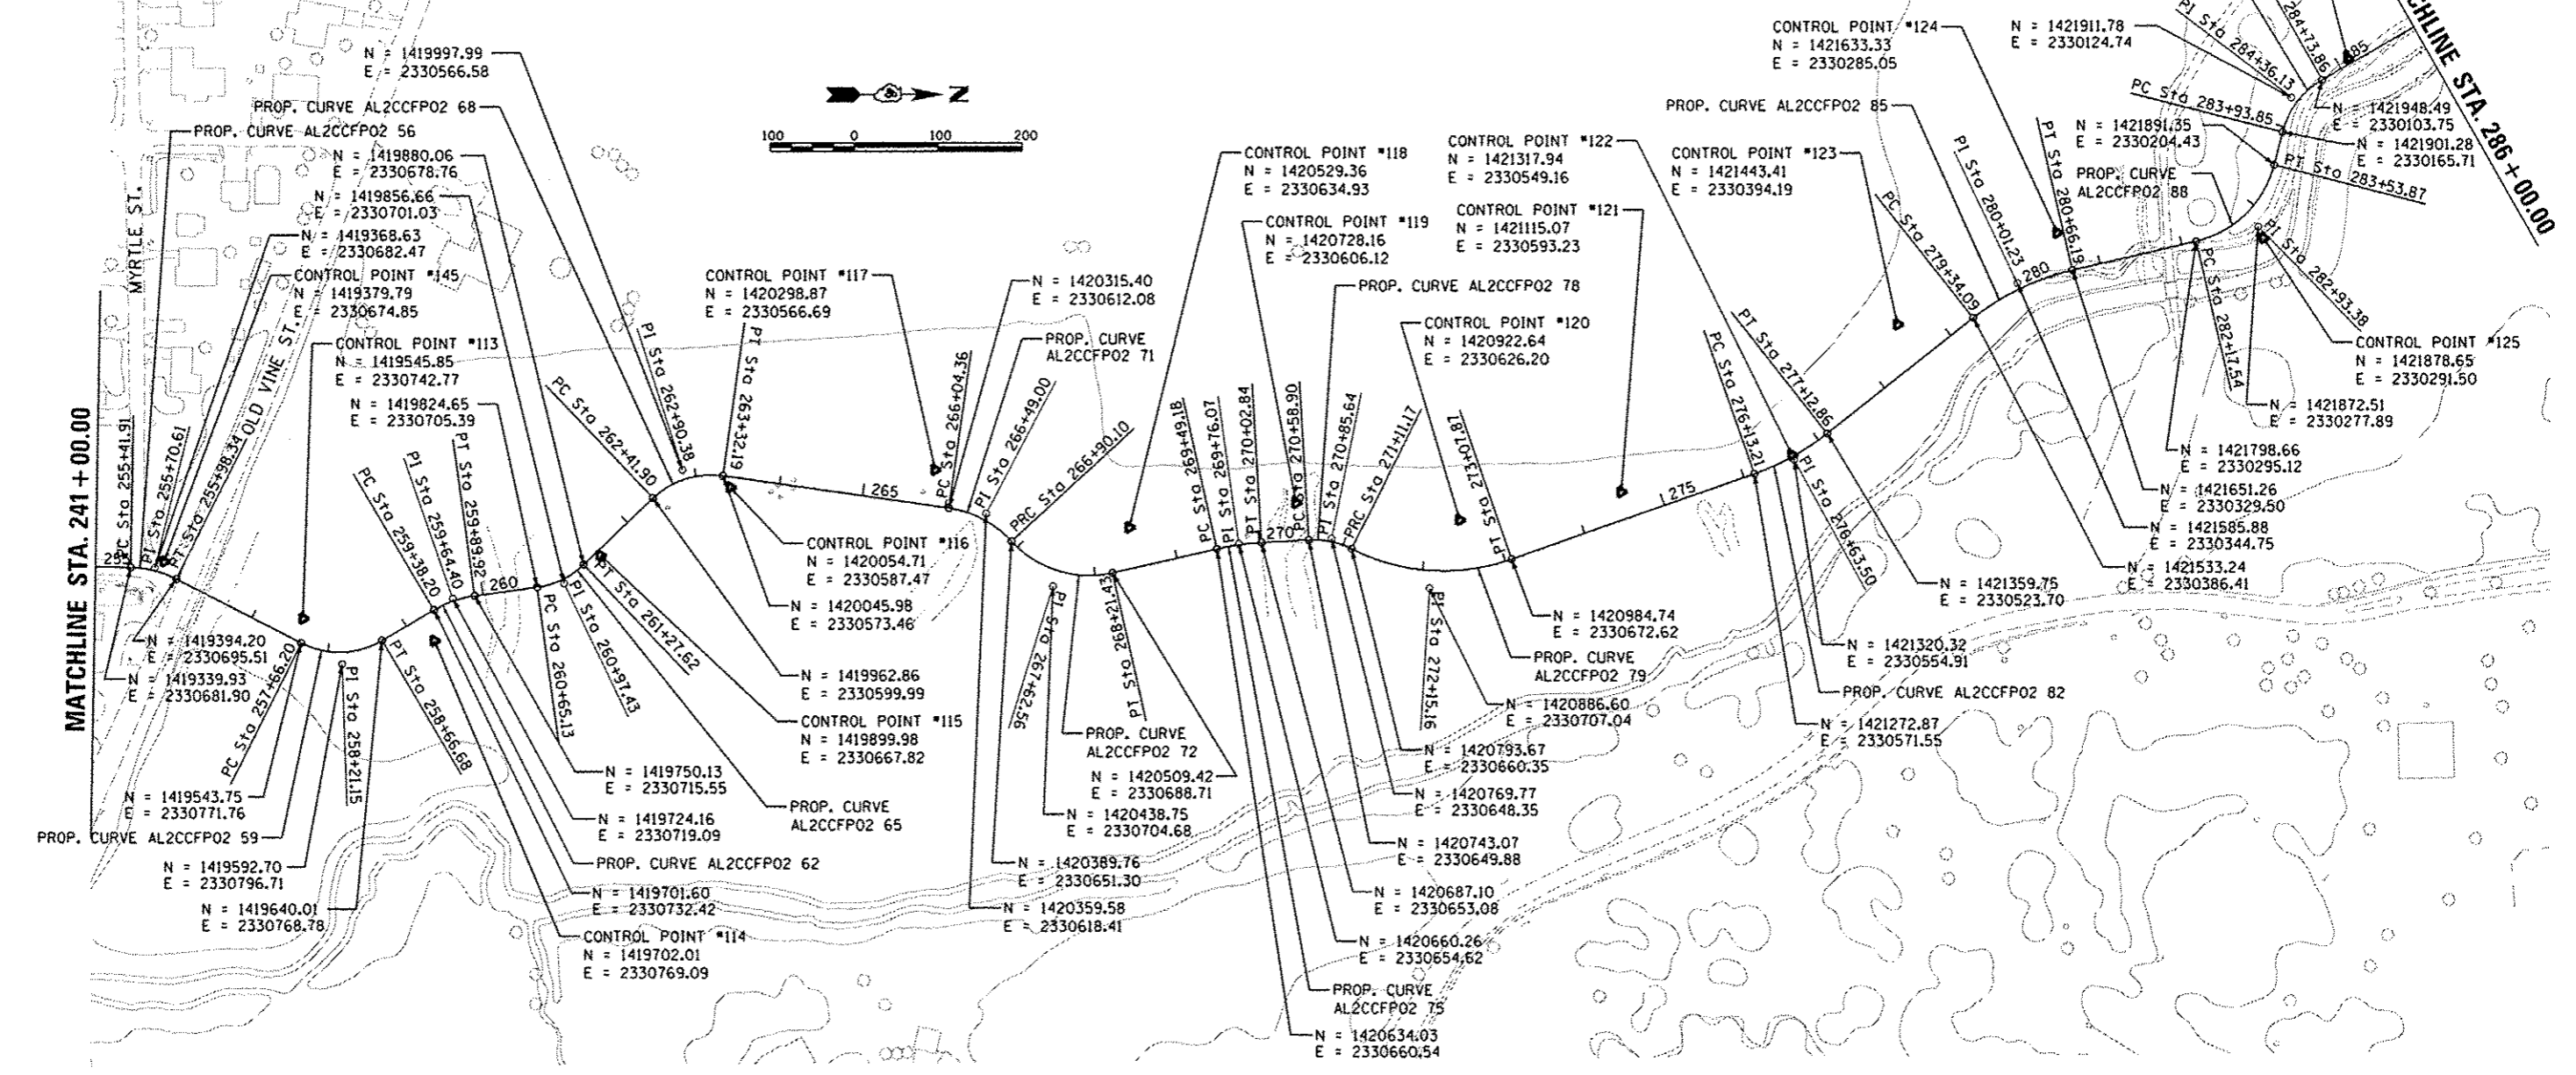 N = 1419997.99
E = 2330566.58
PROP. CURVE AL2CCFP02 68
PROP. CURVE AL2CCFP02 56
N = 1419880.06
E = 2330678.76
N = 1419856.66
E = 2330701.03
N = 1419368.63
E = 2330682.47
CONTROL POINT #145
N = 1419379.79
E = 2330674.85
CONTROL POINT #113
N = 1419545.85
E = 2330742.77
N = 1419824.65
E = 2330705.39
MYRTLE ST.
OLD VINE ST.
MATCHLINE STA. 241 + 00.00
PC Sta 255+41.91
PI Sta 255+70.61
PT Sta 255+98.34
N = 1419394.20
E = 2330695.51
N = 1419339.93
E = 2330681.90
PC Sta 257+66.20
PI Sta 258+21.15
PT Sta 258+66.68
N = 1419543.75
E = 2330771.76
PROP. CURVE AL2CCFP02 59
N = 1419592.70
E = 2330796.71
N = 1419640.01
E = 2330768.78
PC Sta 259+38.20
PI Sta 259+64.40
PT Sta 259+89.92
260
PC Sta 260+65.13
PI Sta 260+97.43
PT Sta 261+27.62
N = 1419750.13
E = 2330715.55
N = 1419724.16
E = 2330719.09
PROP. CURVE AL2CCFP02 62
N = 1419701.60
E = 2330732.42
CONTROL POINT #114
N = 1419702.01
E = 2330769.09
PC Sta 262+41.90
PI Sta 262+90.38
PT Sta 263+32.19
100 0 100 200
Z
CONTROL POINT #117
N = 1420298.87
E = 2330566.69
265
CONTROL POINT #116
N = 1420054.71
E = 2330587.47
N = 1420045.98
E = 2330573.46
N = 1419962.86
E = 2330599.99
CONTROL POINT #115
N = 1419899.98
E = 2330667.82
PROP. CURVE
AL2CCFP02 65
N = 1420315.40
E = 2330612.08
PROP. CURVE
AL2CCFP02 71
PC Sta 266+04.36
PI Sta 266+49.00
PRC Sta 266+90.10
PI Sta 267+62.56
PT Sta 268+21.43
PROP. CURVE
AL2CCFP02 72
N = 1420509.42
E = 2330688.71
N = 1420438.75
E = 2330704.68
N = 1420389.76
E = 2330651.30
N = 1420359.58
E = 2330618.41
CONTROL POINT #118
N = 1420529.36
E = 2330634.93
CONTROL POINT #119
N = 1420728.16
E = 2330606.12
PROP. CURVE AL2CCFP02 78
CONTROL POINT #120
N = 1420922.64
E = 2330626.20
PC Sta 269+49.18
PI Sta 269+76.07
PT Sta 270+02.84
270
PC Sta 270+58.90
PI Sta 270+85.64
PRC Sta 271+11.17
PI Sta 272+15.16
PT Sta 273+07.87
N = 1420984.74
E = 2330672.62
PROP. CURVE
AL2CCFP02 79
N = 1420886.60
E = 2330707.04
N = 1420793.67
E = 2330660.35
N = 1420769.77
E = 2330648.35
N = 1420743.07
E = 2330649.88
N = 1420687.10
E = 2330653.08
N = 1420660.26
E = 2330654.62
PROP. CURVE
AL2CCFP02 75
N = 1420634.03
E = 2330660.54
CONTROL POINT #122
N = 1421317.94
E = 2330549.16
CONTROL POINT #121
N = 1421115.07
E = 2330593.23
275
PC Sta 276+13.21
PI Sta 276+63.50
PT Sta 277+12.86
CONTROL POINT #124
N = 1421633.33
E = 2330285.05
PROP. CURVE AL2CCFP02 85
CONTROL POINT #123
N = 1421443.41
E = 2330394.19
PC Sta 279+34.09
PI Sta 280+01.23
280
PT Sta 280+66.19
N = 1421359.75
E = 2330523.70
N = 1421320.32
E = 2330554.91
PROP. CURVE AL2CCFP02 82
N = 1421272.87
E = 2330571.55
N = 1421911.78
E = 2330124.74
PI Sta 284+36.13
284+73.86
285
PC Sta 283+93.85
N = 1421891.35
E = 2330204.43
PROP. CURVE
AL2CCFP02 88
N = 1421948.49
E = 2330103.75
N = 1421901.28
E = 2330165.71
PT Sta 283+53.87
PC Sta 282+17.54
PI Sta 282+93.38
CONTROL POINT #125
N = 1421878.65
E = 2330291.50
N = 1421872.51
E = 2330277.89
N = 1421798.66
E = 2330295.12
N = 1421651.26
E = 2330329.50
N = 1421585.88
E = 2330344.75
N = 1421533.24
E = 2330386.41
CHLINE STA. 286 + 00.00